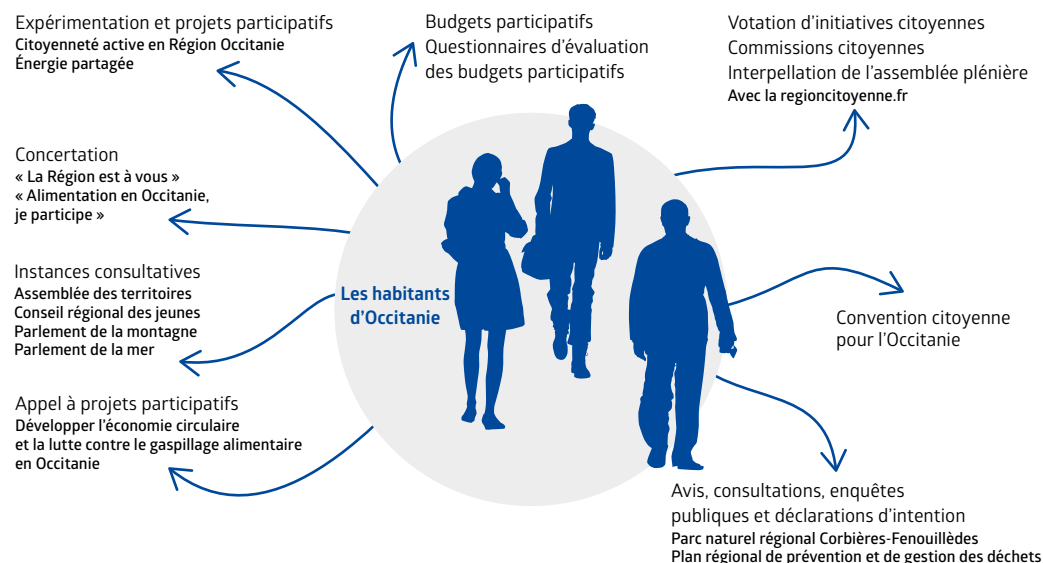 Expérimentation et projets participatifs
Citoyenneté active en Région Occitanie
Énergie partagée
Budgets participatifs
Questionnaires d'évaluation
des budgets participatifs
Votation d'initiatives citoyennes
Commissions citoyennes
Interpellation de l'assemblée plénière
Avec la regioncitoyenne.fr
Concertation
« La Région est à vous »
« Alimentation en Occitanie,
je participe »
Instances consultatives
Assemblée des territoires
Conseil régional des jeunes
Parlement de la montagne
Parlement de la mer
Les habitants
d'Occitanie
Convention citoyenne
pour l'Occitanie
Appel à projets participatifs
Développer l'économie circulaire
et la lutte contre le gaspillage alimentaire
en Occitanie
Avis, consultations, enquêtes
publiques et déclarations d'intention
Parc naturel régional Corbières-Fenouillèdes
Plan régional de prévention et de gestion des déchets